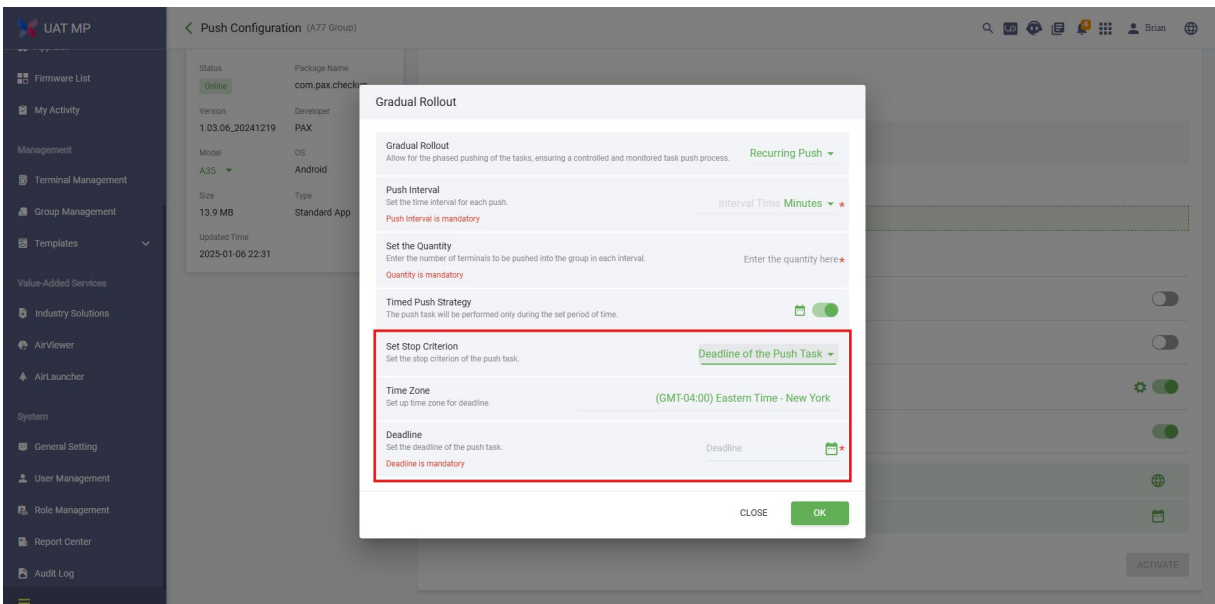 UAT MP
Push Configuration (A77 Group)
Brian
Firmware List
My Activity
Management
Terminal Management
Group Management
Templates
Value-Added Services
Industry Solutions
AirViewer
AirLauncher
System
General Setting
User Management
Role Management
Report Center
Audit Log
Status
Package Name
Online
com.pax.checkup
Version
Developer
1.03.06_20241219
PAX
Model
OS
A35
Android
Size
Type
13.9 MB
Standard App
Updated Time
2025-01-06 22:31
Gradual Rollout
Gradual Rollout
Allow for the phased pushing of the tasks, ensuring a controlled and monitored task push process.
Recurring Push
Push Interval
Set the time interval for each push.
Interval Time Minutes *
Push Interval is mandatory
Set the Quantity
Enter the number of terminals to be pushed into the group in each interval.
Enter the quantity here*
Quantity is mandatory
Timed Push Strategy
The push task will be performed only during the set period of time.
Set Stop Criterion
Set the stop criterion of the push task.
Deadline of the Push Task
Time Zone
Set up time zone for deadline.
(GMT-04:00) Eastern Time - New York
Deadline
Set the deadline of the push task.
Deadline *
Deadline is mandatory
CLOSE
OK
ACTIVATE